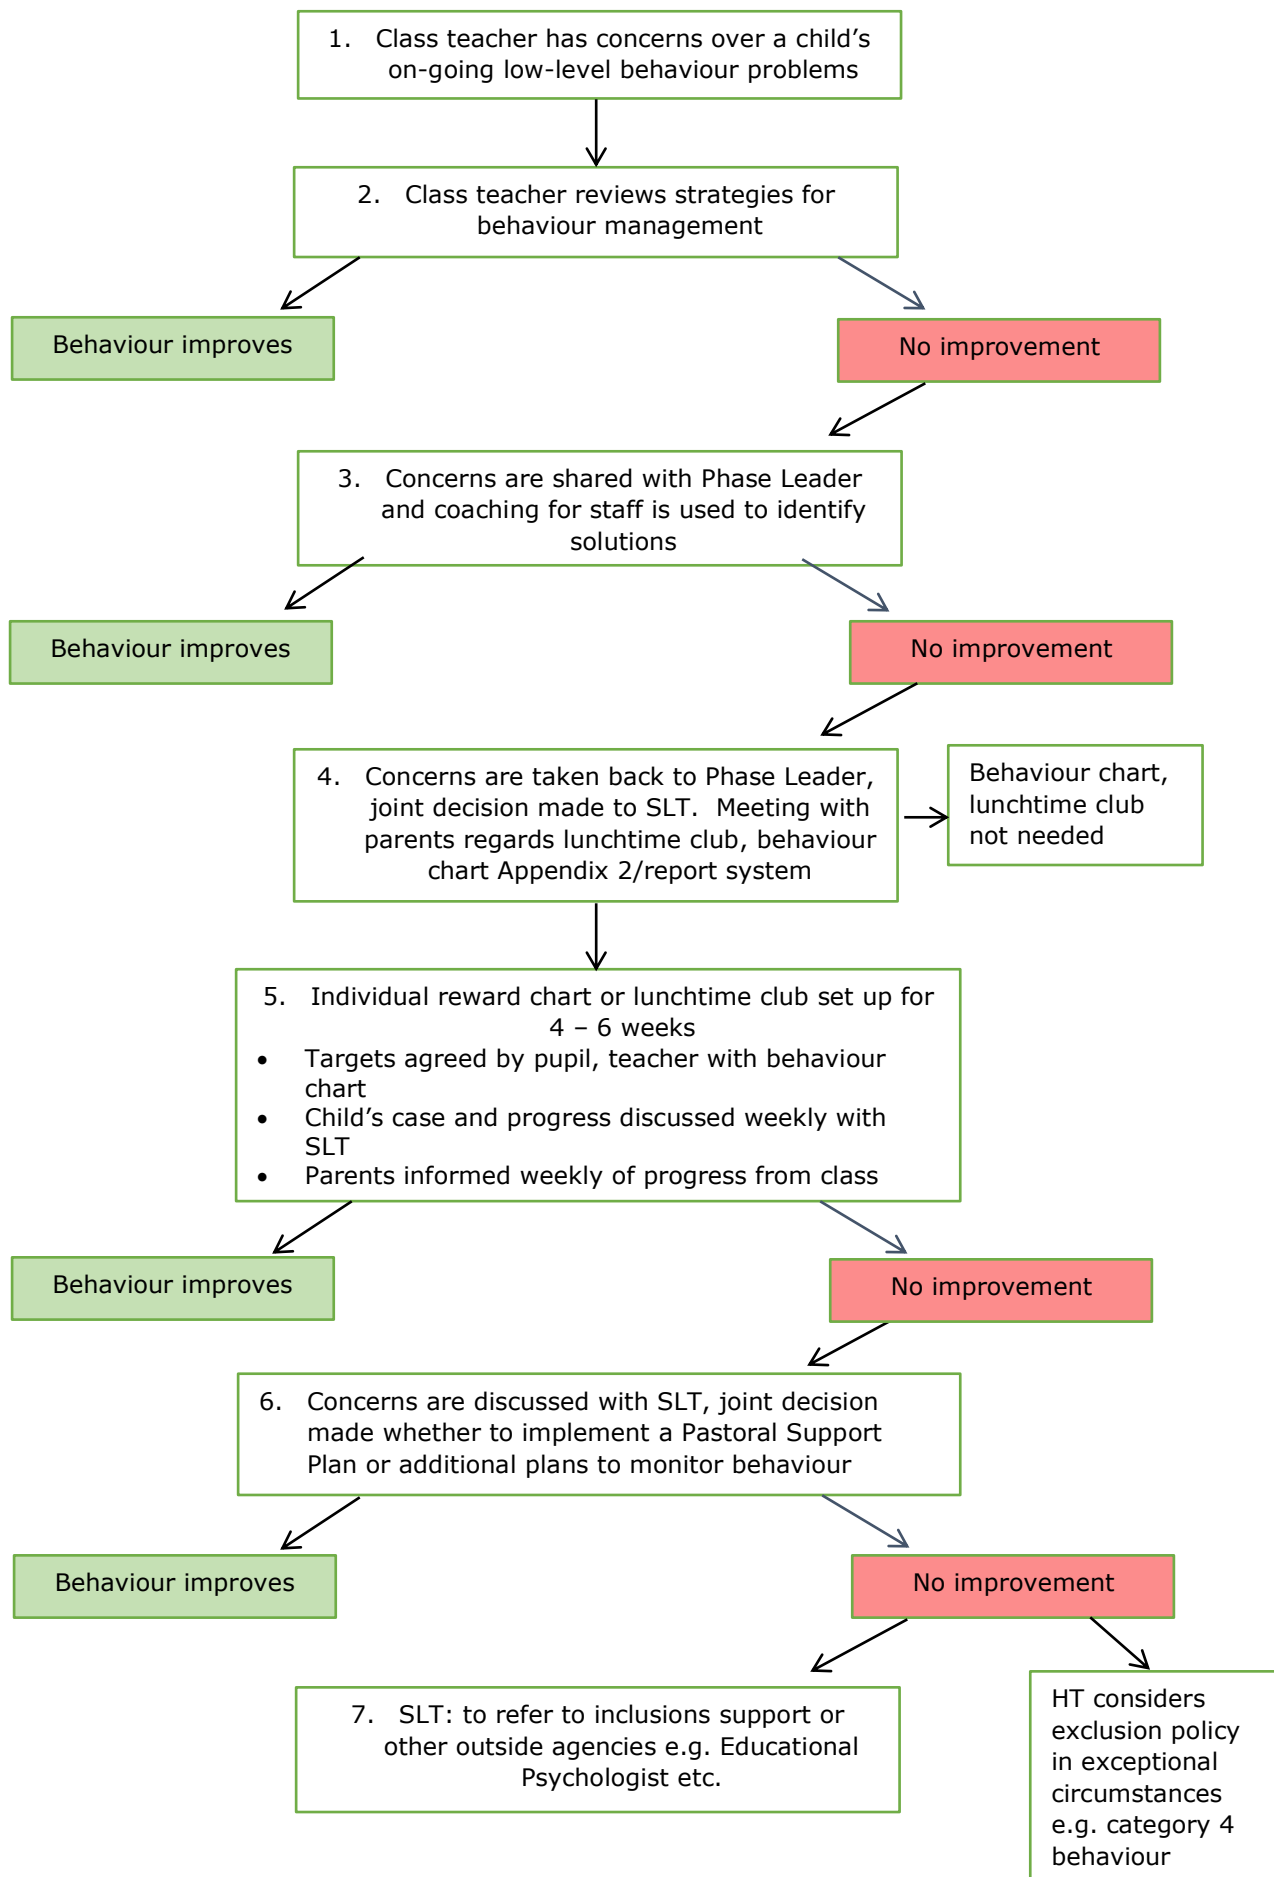 1. Class teacher has concerns over a child’s
on-going low-level behaviour problems
2. Class teacher reviews strategies for
behaviour management
Behaviour improves
No improvement
3. Concerns are shared with Phase Leader
and coaching for staff is used to identify
solutions
Behaviour improves
No improvement
4. Concerns are taken back to Phase Leader,
joint decision made to SLT. Meeting with
parents regards lunchtime club, behaviour
chart Appendix 2/report system
Behaviour chart,
lunchtime club
not needed
5. Individual reward chart or lunchtime club set up for
4 – 6 weeks
• Targets agreed by pupil, teacher with behaviour
chart
• Child’s case and progress discussed weekly with
SLT
• Parents informed weekly of progress from class
Behaviour improves
No improvement
6. Concerns are discussed with SLT, joint decision
made whether to implement a Pastoral Support
Plan or additional plans to monitor behaviour
Behaviour improves
No improvement
7. SLT: to refer to inclusions support or
other outside agencies e.g. Educational
Psychologist etc.
HT considers
exclusion policy
in exceptional
circumstances
e.g. category 4
behaviour